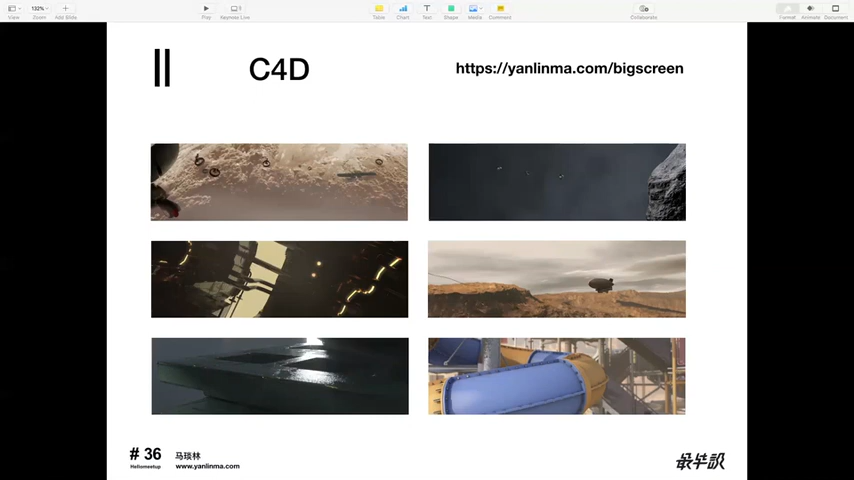 132%
View
Zoom
Add Slide
Play
Keynote Live
Table
Chart
Text
Shape
Media
Comment
Collaborate
Format
Animate
Document
||
C4D
https://yanlinma.com/bigscreen
# 36
Hellomeetup
马琰林
www.yanlinma.com